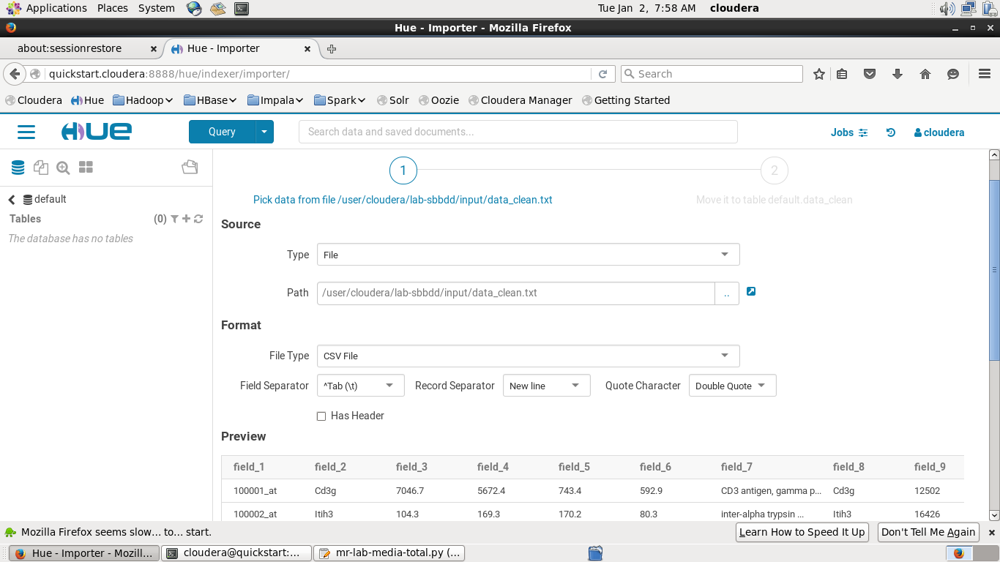 Applications Places System Tue Jan 2, 7:58 AM cloudera
Hue - Importer - Mozilla Firefox
about:sessionrestore Hue - Importer
quickstart.cloudera:8888/hue/indexer/importer/ Search
Cloudera Hue Hadoop HBase Impala Spark Solr Oozie Cloudera Manager Getting Started
HUE Query Search data and saved documents... Jobs cloudera
1 2
default Pick data from file /user/cloudera/lab-sbbdd/input/data_clean.txt Move it to table default.data_clean
Tables (0)
The database has no tables
Source
Type File
Path /user/cloudera/lab-sbbdd/input/data_clean.txt ..
Format
File Type CSV File
Field Separator ^Tab (\t) Record Separator New line Quote Character Double Quote
Has Header
Preview
field_1 field_2 field_3 field_4 field_5 field_6 field_7 field_8 field_9
100001_at Cd3g 7046.7 5672.4 743.4 592.9 CD3 antigen, gamma p... Cd3g 12502
100002_at Itih3 104.3 169.3 170.2 80.3 inter-alpha trypsin ... Itih3 16426
Mozilla Firefox seems slow... to... start. Learn How to Speed It Up Don't Tell Me Again
Hue - Importer - Mozill... cloudera@quickstart:... mr-lab-media-total.py (...